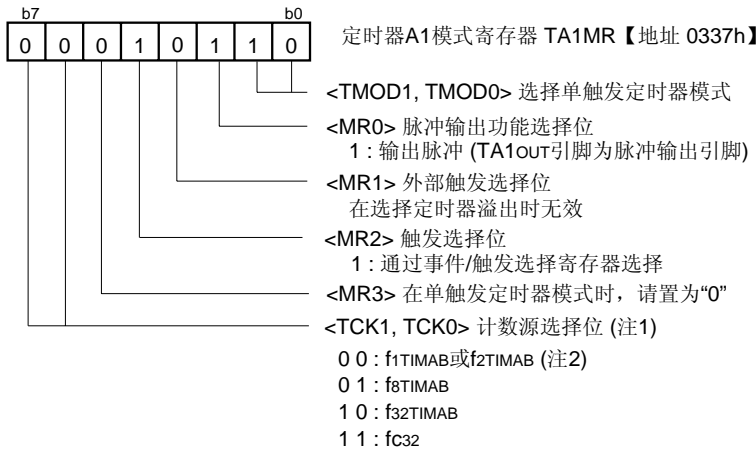 b7 b0
0 0 0 1 0 1 1 0
定时器A1模式寄存器 TA1MR【地址 0337h】
<TMOD1, TMOD0> 选择单触发定时器模式
<MR0> 脉冲输出功能选择位
1 : 输出脉冲 (TA1OUT引脚为脉冲输出引脚)
<MR1> 外部触发选择位
在选择定时器溢出时无效
<MR2> 触发选择位
1 : 通过事件/触发选择寄存器选择
<MR3> 在单触发定时器模式时，请置为“0”
<TCK1, TCK0> 计数源选择位 (注1)
0 0 : f1TIMAB或f2TIMAB (注2)
0 1 : f8TIMAB
1 0 : f32TIMAB
1 1 : fC32